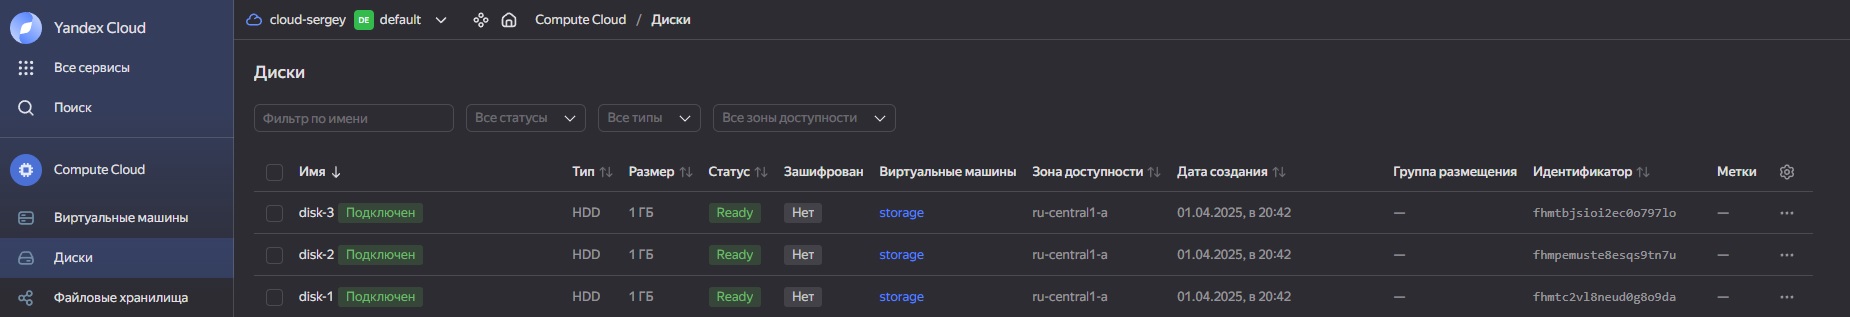 Yandex Cloud
Все сервисы
Поиск
Compute Cloud
Виртуальные машины
Диски
Файловые хранилища
cloud-sergey DE default Compute Cloud / Диски
Диски
Фильтр по имени Все статусы Все типы Все зоны доступности
Имя ↓ Тип Размер Статус Зашифрован Виртуальные машины Зона доступности Дата создания Группа размещения Идентификатор Метки
disk-3 Подключен HDD 1 ГБ Ready Нет storage ru-central1-a 01.04.2025, в 20:42 — fhmtbjsioi2ec0o797lo — ···
disk-2 Подключен HDD 1 ГБ Ready Нет storage ru-central1-a 01.04.2025, в 20:42 — fhmpemuste8esqs9tn7u — ···
disk-1 Подключен HDD 1 ГБ Ready Нет storage ru-central1-a 01.04.2025, в 20:42 — fhmtc2vl8neud0g8o9da — ···